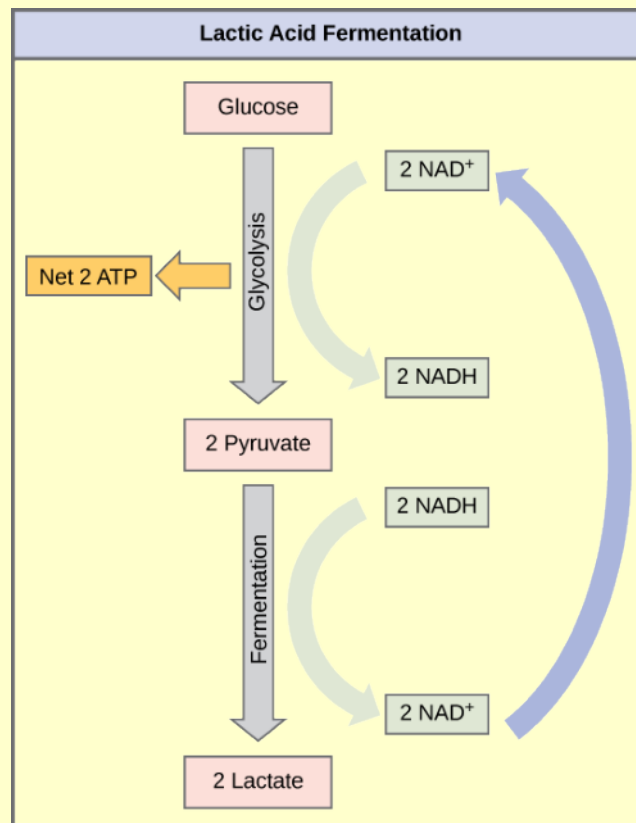 Lactic Acid Fermentation
Glucose
2 NAD⁺
Glycolysis
Net 2 ATP
2 NADH
2 Pyruvate
2 NADH
Fermentation
2 NAD⁺
2 Lactate